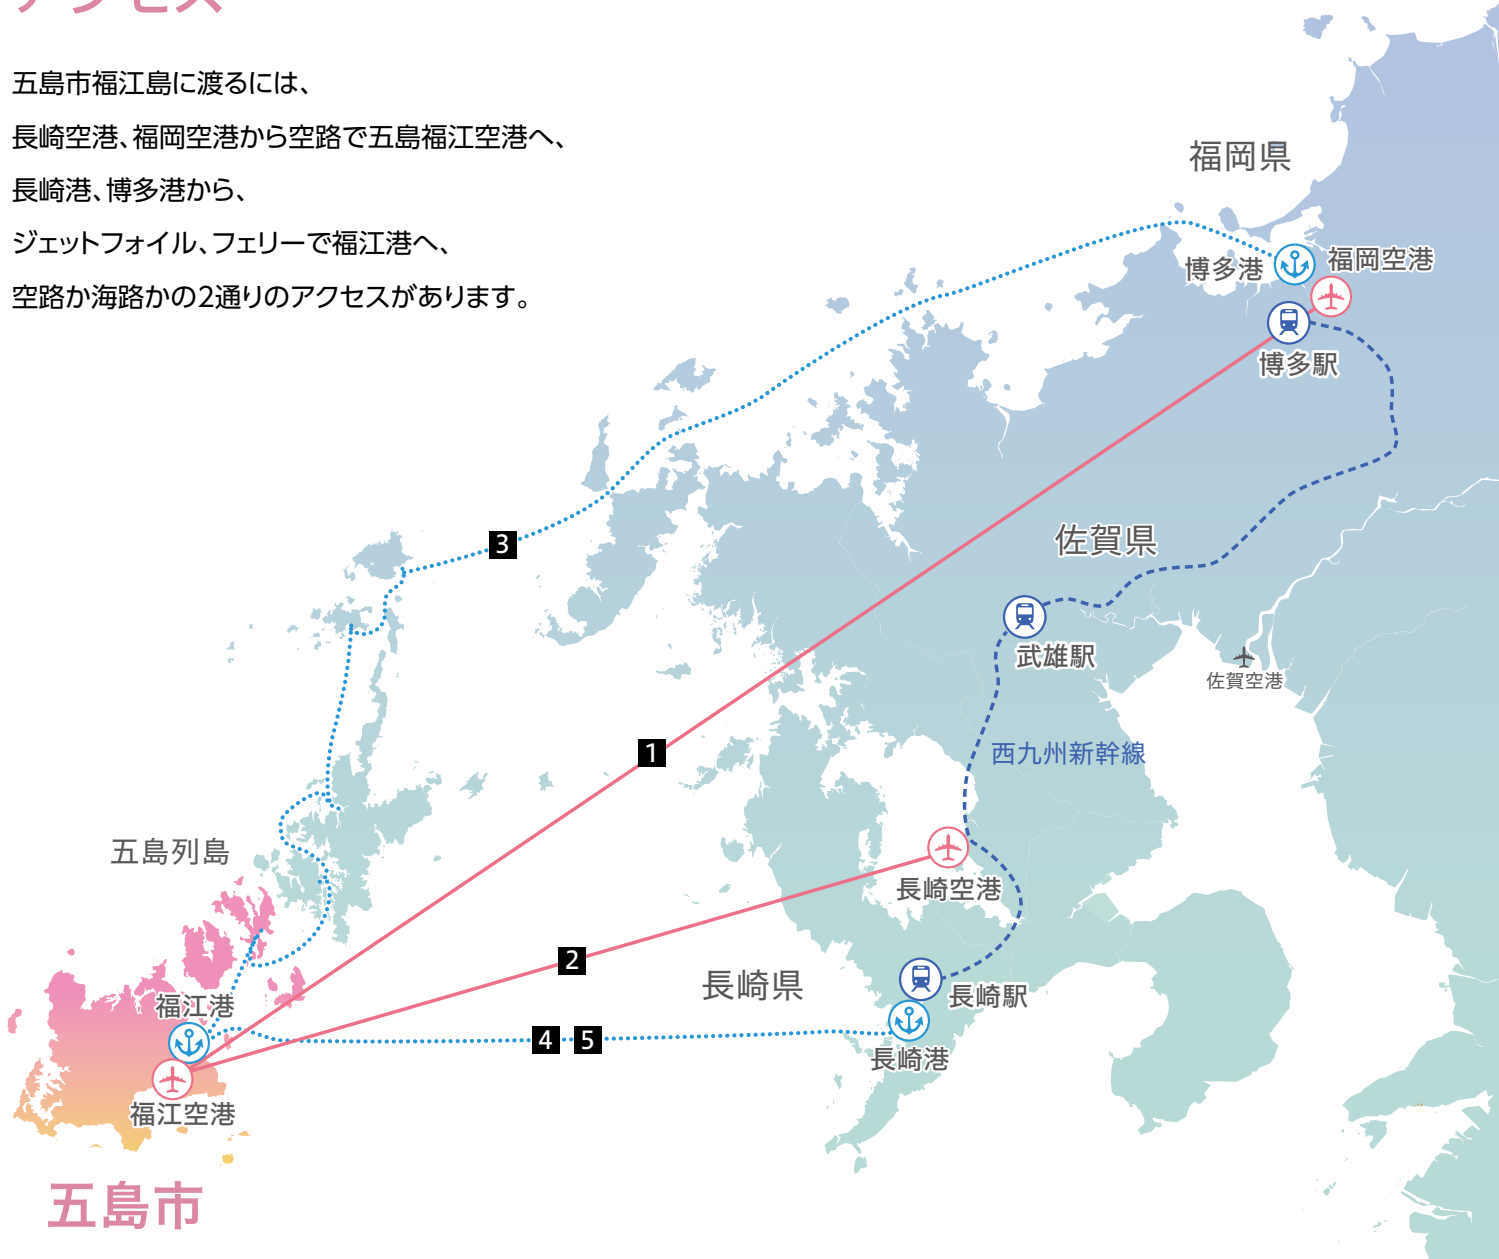 アクセス
五島市福江島に渡るには、
長崎空港、福岡空港から空路で五島福江空港へ、
長崎港、博多港から、
ジェットフォイル、フェリーで福江港へ、
空路か海路かの2通りのアクセスがあります。
福岡県
博多港
福岡空港
博多駅
3
佐賀県
武雄駅
佐賀空港
1
西九州新幹線
五島列島
長崎空港
2
長崎県
長崎駅
福江港
4
5
長崎港
福江空港
五島市